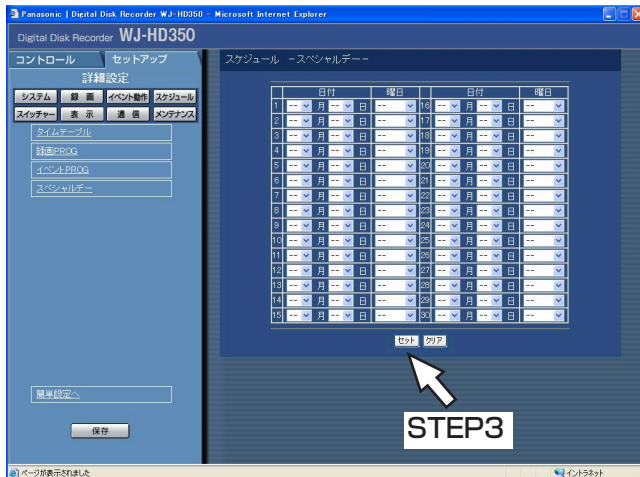 Panasonic | Digital Disk Recorder WJ-HD350 - Microsoft Internet Explorer
Digital Disk Recorder WJ-HD350
コントロール セットアップ
詳細設定
システム 録 画 イベント動作 スケジュール
スイッチャー 表 示 通 信 メンテナンス
タイムテーブル
録画PROG
イベントPROG
スペシャルデー
簡単設定へ
保存
スケジュール -スペシャルデー--
日付 曜日 日付 曜日
1 -- 月 -- 日 -- 16 -- 月 -- 日 --
2 -- 月 -- 日 -- 17 -- 月 -- 日 --
3 -- 月 -- 日 -- 18 -- 月 -- 日 --
4 -- 月 -- 日 -- 19 -- 月 -- 日 --
5 -- 月 -- 日 -- 20 -- 月 -- 日 --
6 -- 月 -- 日 -- 21 -- 月 -- 日 --
7 -- 月 -- 日 -- 22 -- 月 -- 日 --
8 -- 月 -- 日 -- 23 -- 月 -- 日 --
9 -- 月 -- 日 -- 24 -- 月 -- 日 --
10 -- 月 -- 日 -- 25 -- 月 -- 日 --
11 -- 月 -- 日 -- 26 -- 月 -- 日 --
12 -- 月 -- 日 -- 27 -- 月 -- 日 --
13 -- 月 -- 日 -- 28 -- 月 -- 日 --
14 -- 月 -- 日 -- 29 -- 月 -- 日 --
15 -- 月 -- 日 -- 30 -- 月 -- 日 --
セット クリア
STEP3
ページが表示されました イントラネット